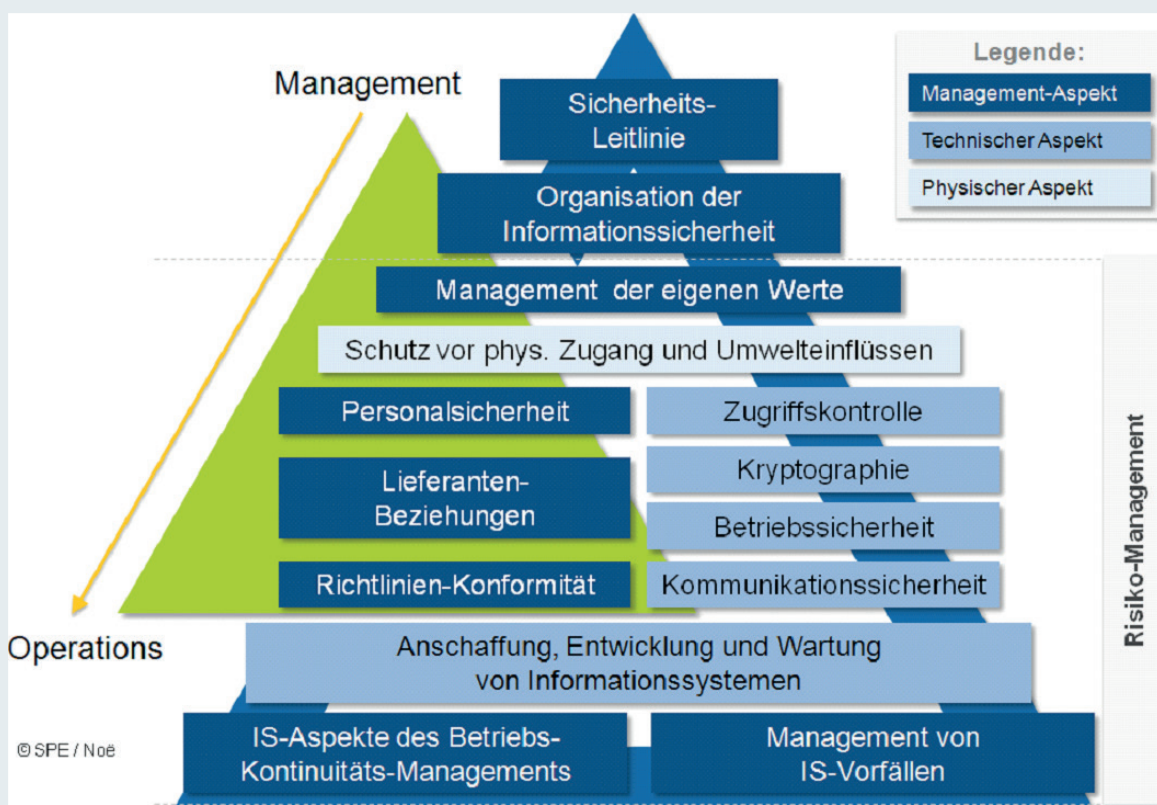 Management
Sicherheits-
Leitlinie
Organisation der
Informationssicherheit
Management der eigenen Werte
Schutz vor phys. Zugang und Umwelteinflüssen
Personalsicherheit
Zugriffskontrolle
Lieferanten-
Beziehungen
Kryptographie
Betriebssicherheit
Richtlinien-Konformität
Kommunikationssicherheit
Operations
Anschaffung, Entwicklung und Wartung
von Informationssystemen
IS-Aspekte des Betriebs-
Kontinuitäts-Managements
Management von
IS-Vorfällen
© SPE / Noë
Legende:
Management-Aspekt
Technischer Aspekt
Physischer Aspekt
Risiko-Management